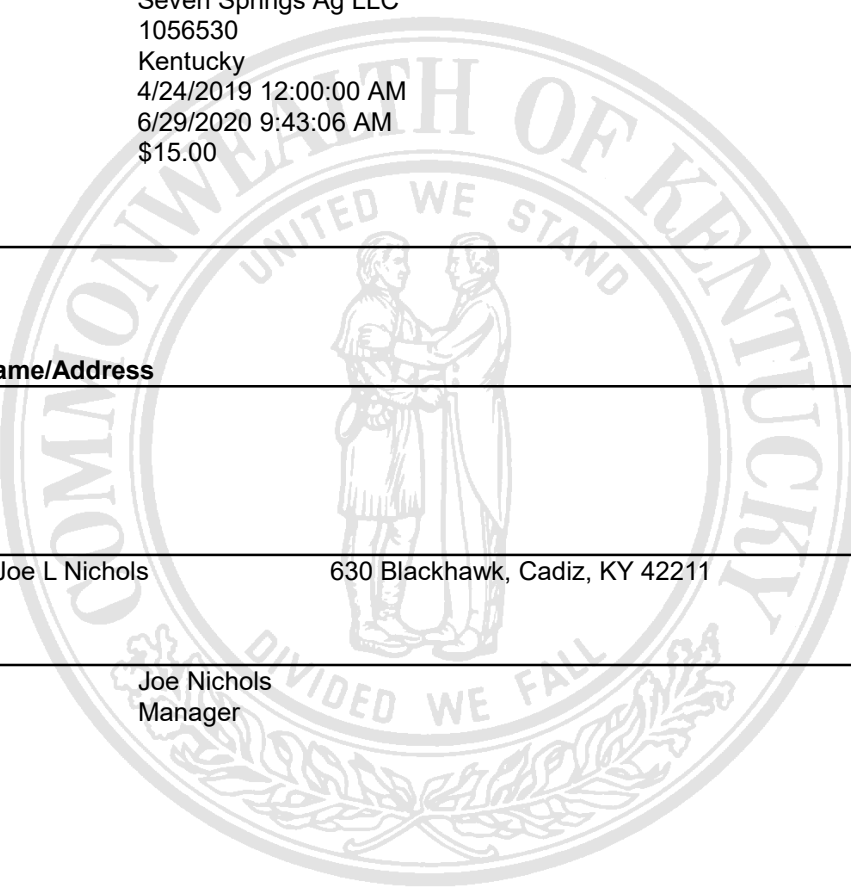 Seven Springs Ag LLC
1056530
Kentucky
4/24/2019 12:00:00 AM
6/29/2020 9:43:06 AM
$15.00
COMMONWEALTH OF KENTUCKY
UNITED WE STAND
ame/Address
Joe L Nichols 630 Blackhawk, Cadiz, KY 42211
DIVIDED WE FALL
Joe Nichols
Manager